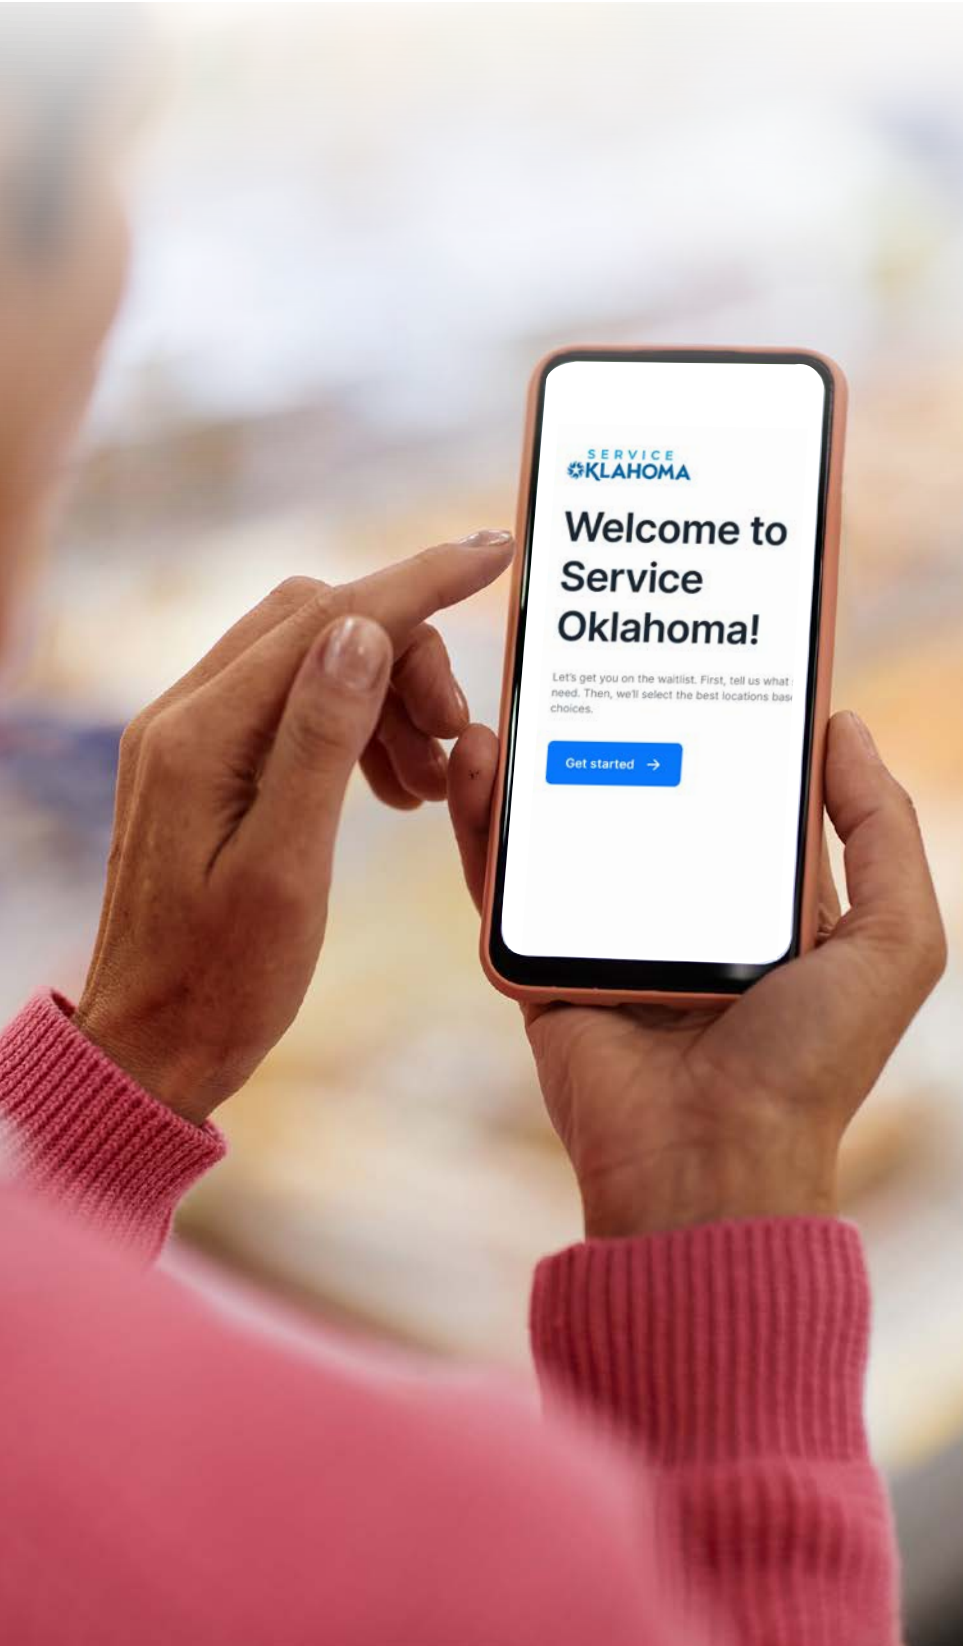 SERVICE
OKLAHOMA
Welcome to
Service
Oklahoma!
Let's get you on the waitlist. First, tell us what
need. Then, we'll select the best locations
choices.
Get started →